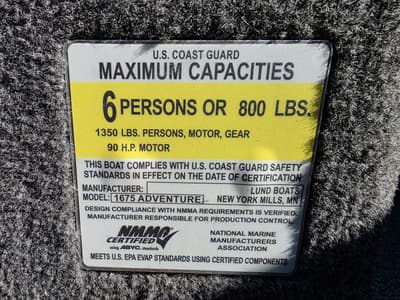 U.S. COAST GUARD
MAXIMUM CAPACITIES
6 PERSONS OR 800 LBS.
1350 LBS. PERSONS, MOTOR, GEAR
90 H.P. MOTOR
THIS BOAT COMPLIES WITH U.S. COAST GUARD SAFETY
STANDARDS IN EFFECT ON THE DATE OF CERTIFICATION
MANUFACTURER: LUND BOATS
MODEL: 1675 ADVENTURE NEW YORK MILLS, MN
DESIGN COMPLIANCE WITH NMMA REQUIREMENTS IS VERIFIED.
MANUFACTURER RESPONSIBLE FOR PRODUCTION CONTROL.
NMMA
CERTIFIED
using ABYC standards
NATIONAL MARINE
MANUFACTURERS
ASSOCIATION
MEETS U.S. EPA EVAP STANDARDS USING CERTIFIED COMPONENTS